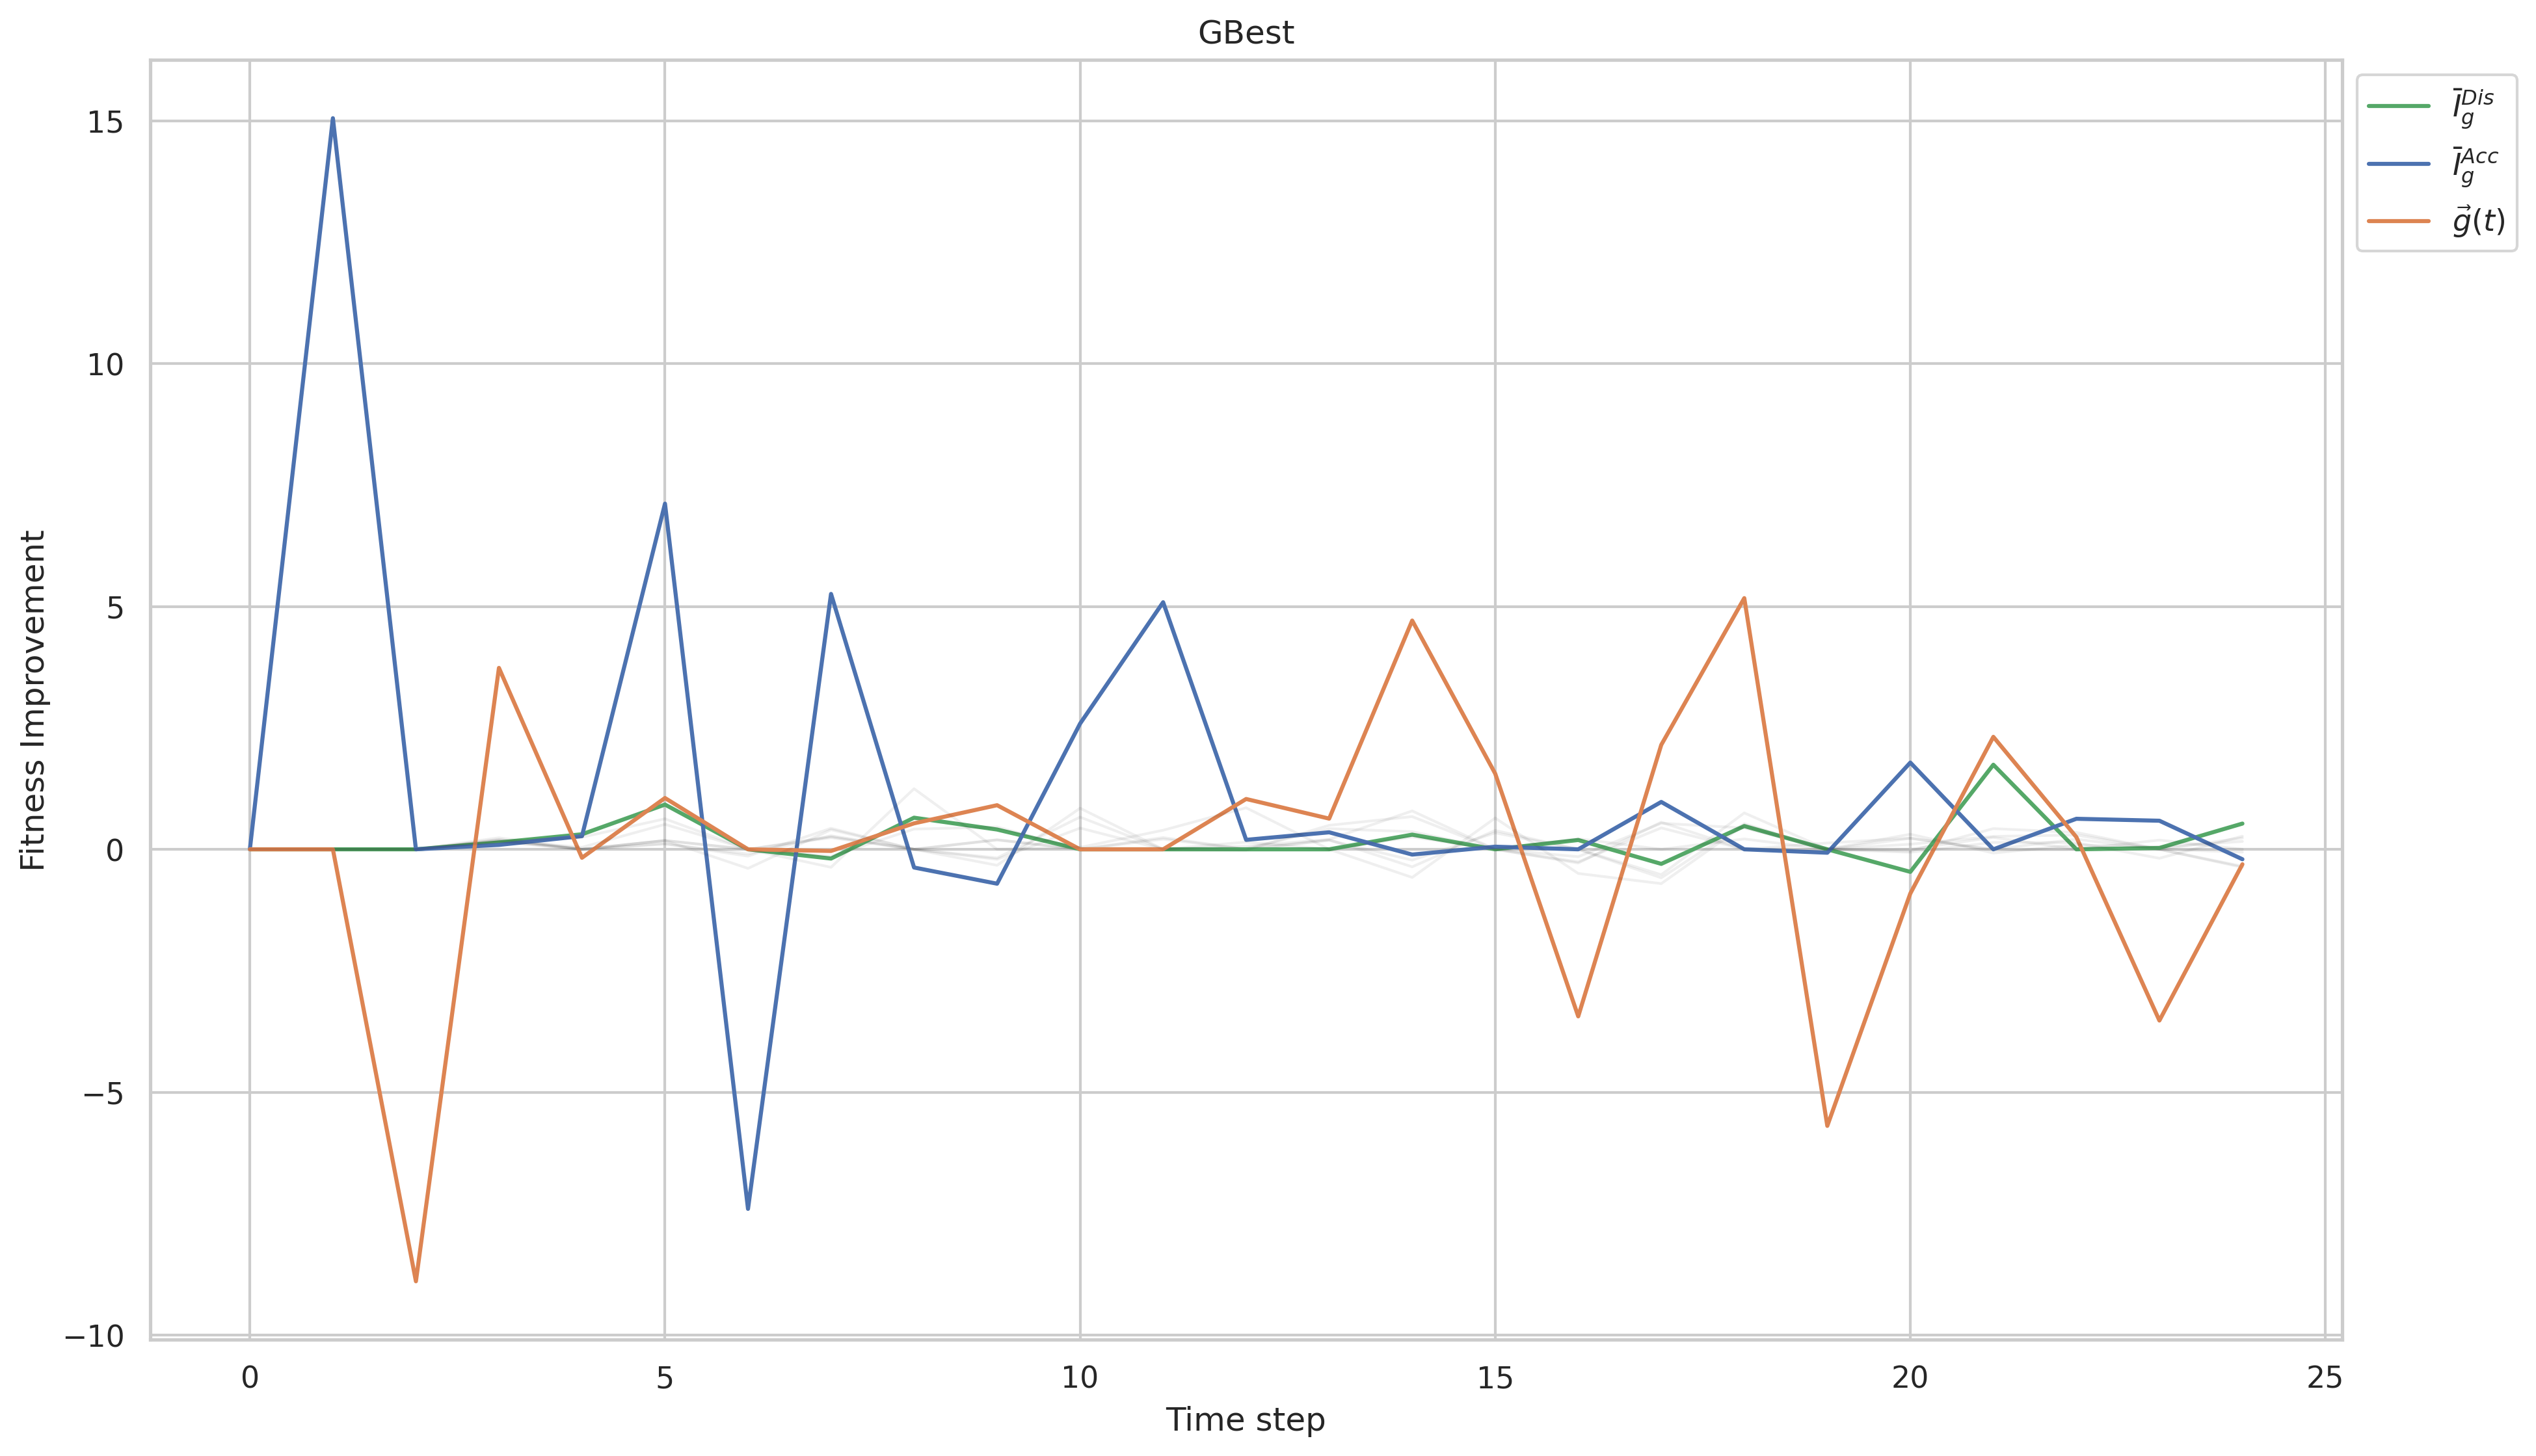 GBest
15
10
5
0
−5
−10
Fitness Improvement
0 5 10 15 20 25
Time step
Ī_g^{Dis}
Ī_g^{Acc}
g⃗(t)